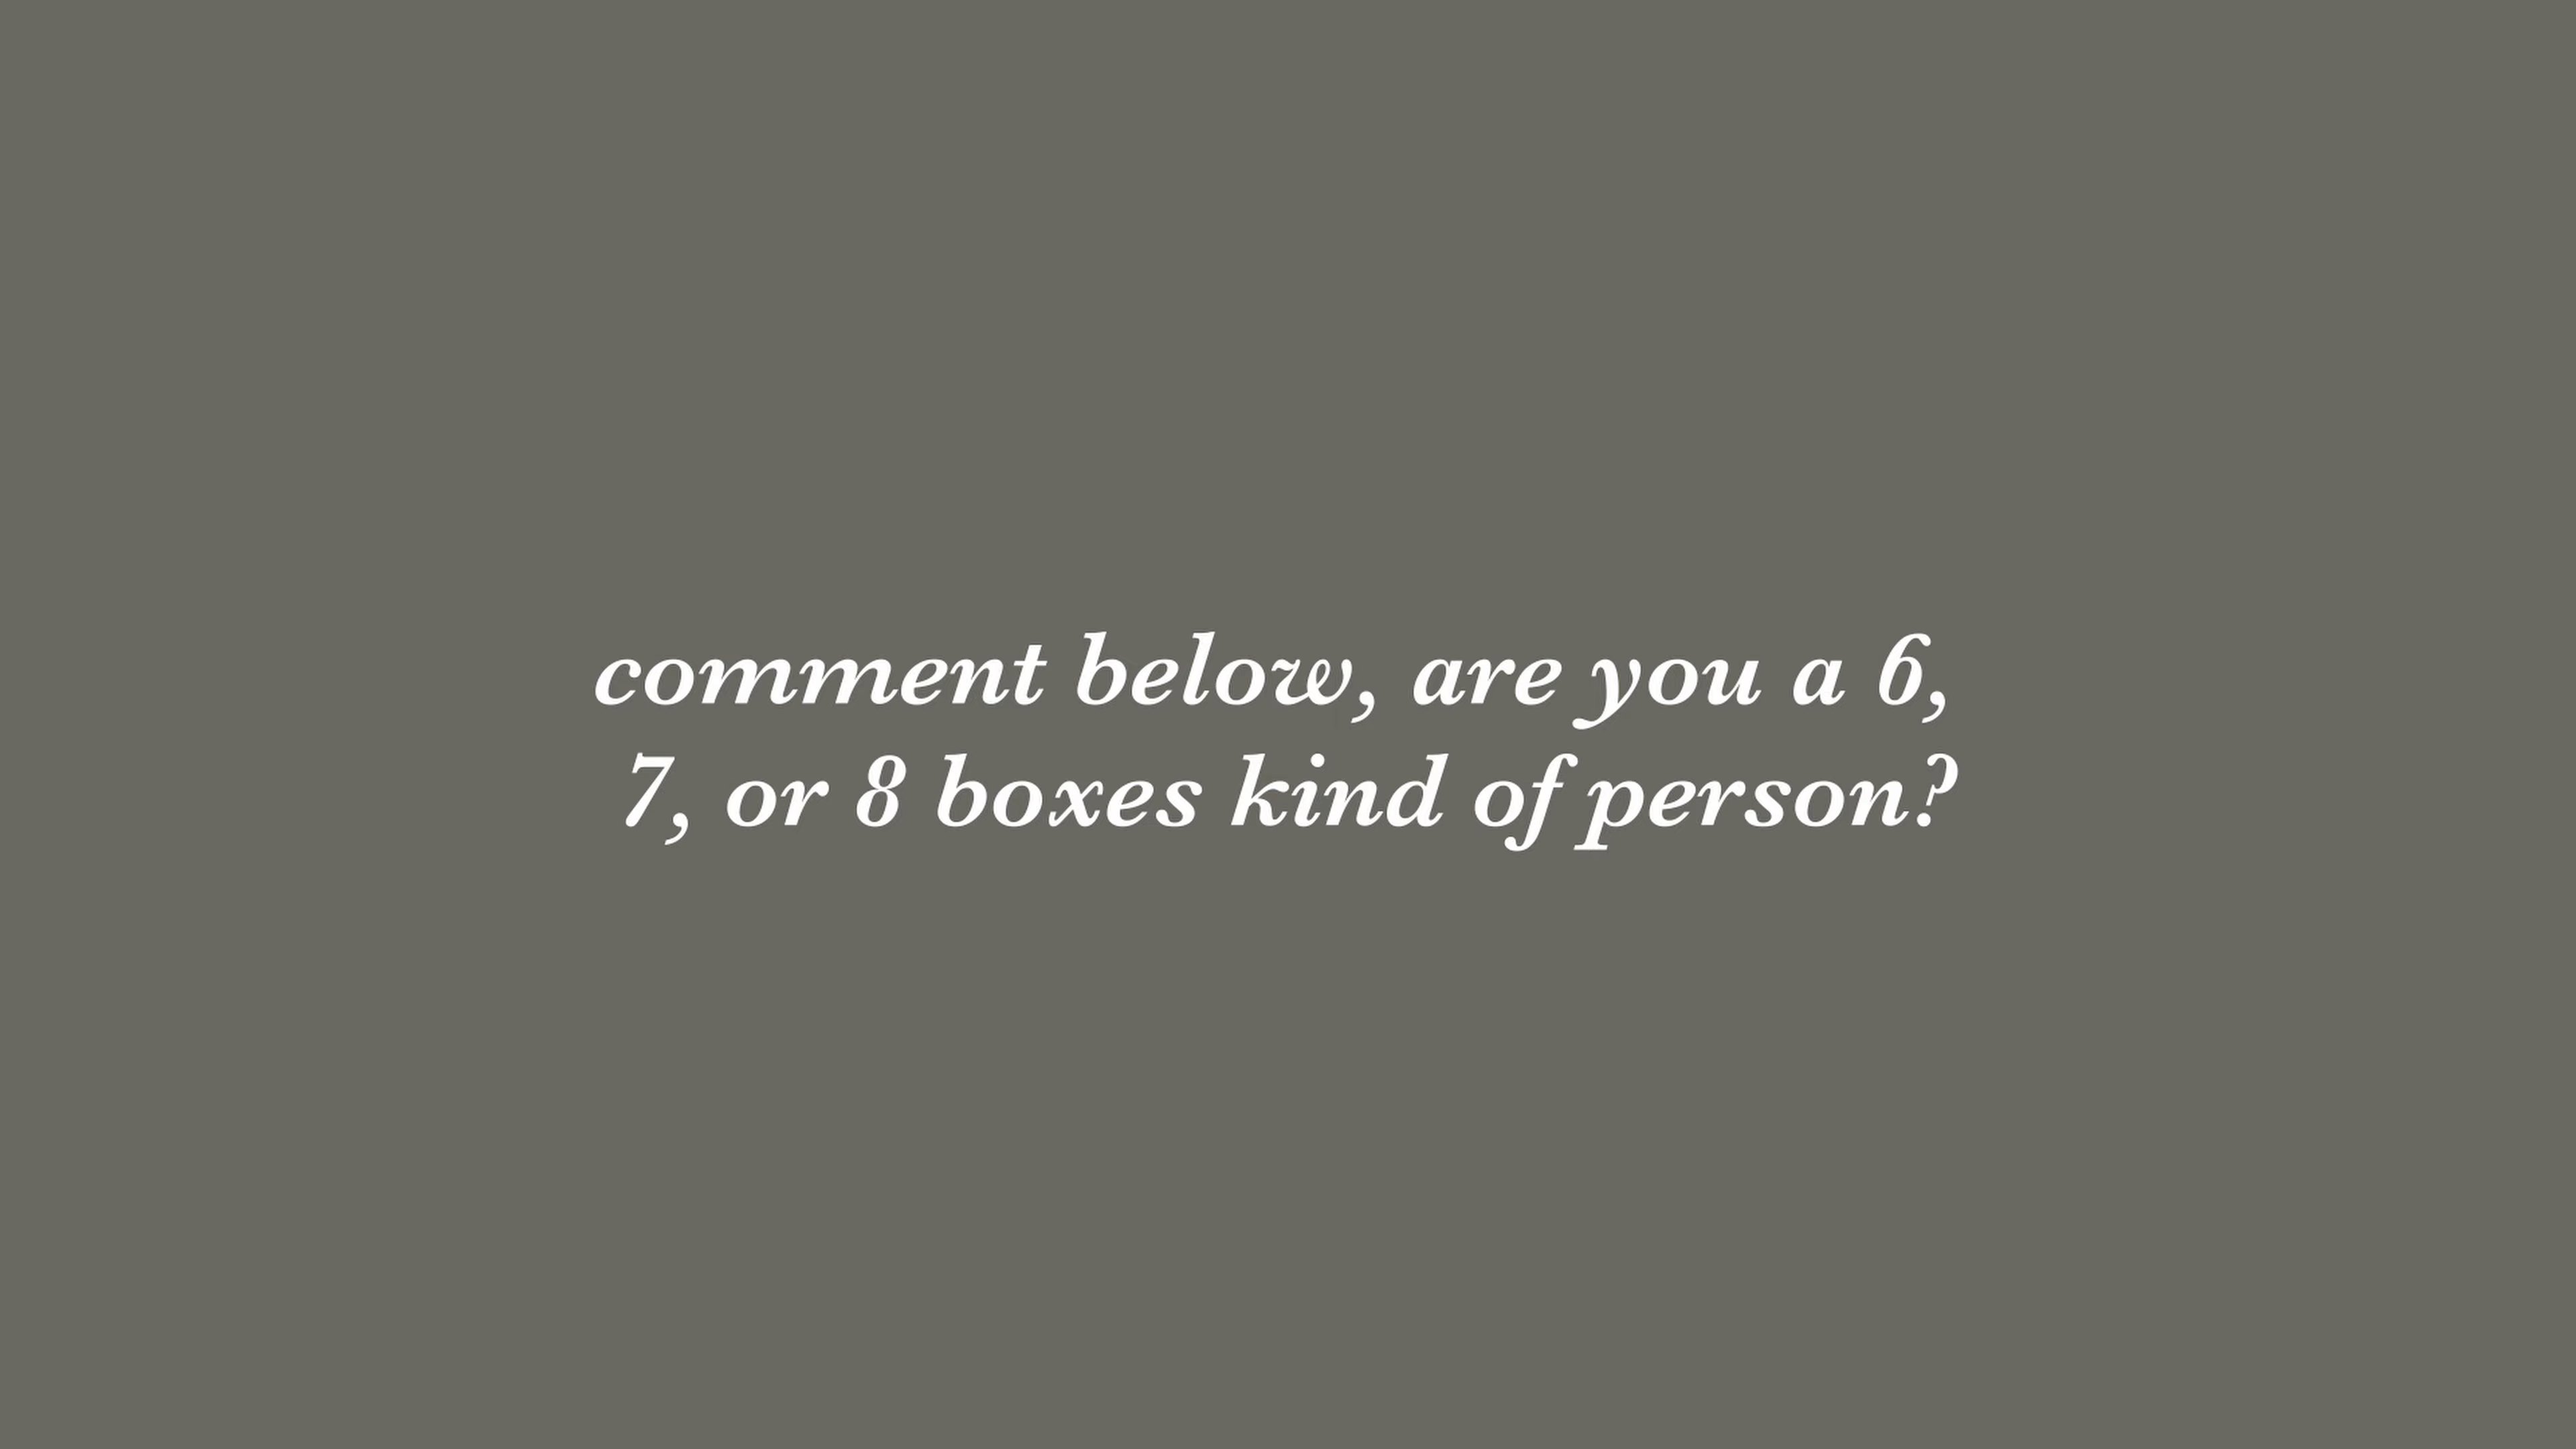 comment below, are you a 6,
7, or 8 boxes kind of person?